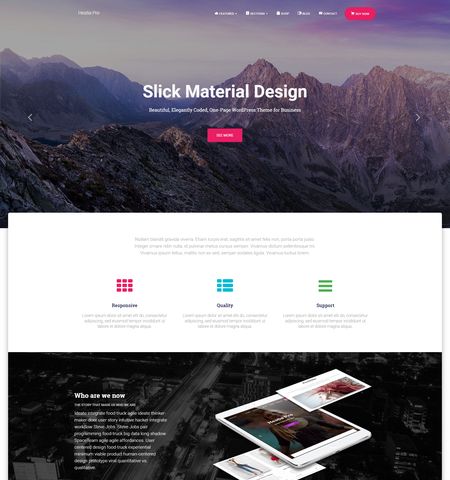 Hestia Pro
FEATURES SECTIONS SHOP BLOG CONTACT BUY NOW
Slick Material Design
Beautiful, Elegantly Coded, One-Page WordPress Theme for Business
SEE MORE
Nullam blandit gravida viverra. Etiam turpis erat, sagittis sit amet felis non, porta porta justo.
Integer ornare nibh nulla, id pulvinar metus cursus semper. Vivamus dictum pellentesque mi.
Vivamus ipsum tellus, mattis non ex sed, semper sodales ligula. Vivamus luctus lorem.
Responsive
Lorem ipsum dolor sit amet, elit do, consectetur
adipiscing, sed eiusmod tempor incididunt ut
labore et dolore magna aliqua.
Quality
Lorem ipsum dolor sit amet, elit do, consectetur
adipiscing, sed eiusmod tempor incididunt ut
labore et dolore magna aliqua.
Support
Lorem ipsum dolor sit amet, elit do, consectetur
adipiscing, sed eiusmod tempor incididunt ut
labore et dolore magna aliqua.
Who are we now
THE STORY THAT MADE US WHO WE ARE
Ideate integrate food truck agile ideate thinker-
maker-doer user story intuitive hacker integrate
workflow Steve Jobs. Steve Jobs pair
programming food truck big data long shadow
SpaceTeam agile agile affordances. User
centered design food truck experiential
minimum viable product human-centered
design prototype viral quantitative vs.
qualitative.
Hestia Pro